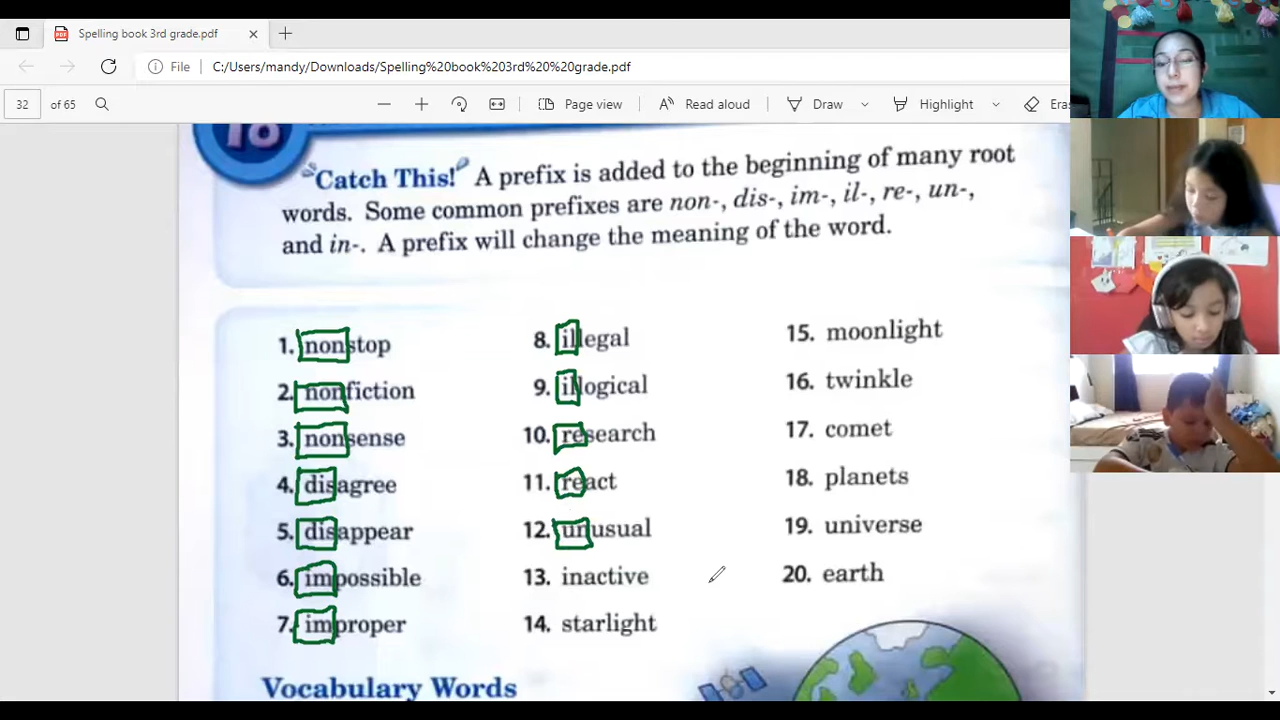 Spelling book 3rd grade.pdf
File C:/Users/mandy/Downloads/Spelling%20book%203rd%20%20grade.pdf
32 of 65 Page view Read aloud Draw Highlight
18
"Catch This!" A prefix is added to the beginning of many root
words. Some common prefixes are non-, dis-, im-, il-, re-, un-,
and in-. A prefix will change the meaning of the word.
1. nonstop
2. nonfiction
3. nonsense
4. disagree
5. disappear
6. impossible
7. improper
8. illegal
9. illogical
10. research
11. react
12. unusual
13. inactive
14. starlight
15. moonlight
16. twinkle
17. comet
18. planets
19. universe
20. earth
Vocabulary Words